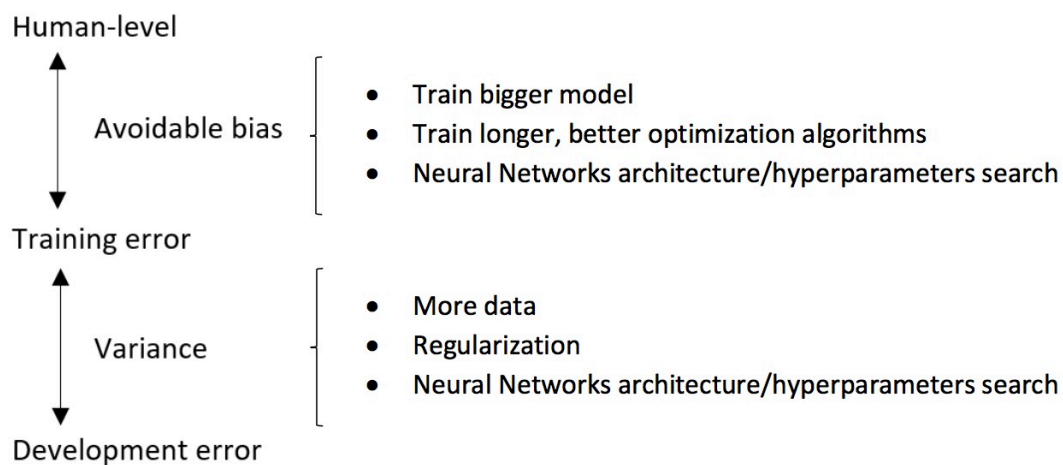 Human-level
Avoidable bias
• Train bigger model
• Train longer, better optimization algorithms
• Neural Networks architecture/hyperparameters search
Training error
Variance
• More data
• Regularization
• Neural Networks architecture/hyperparameters search
Development error